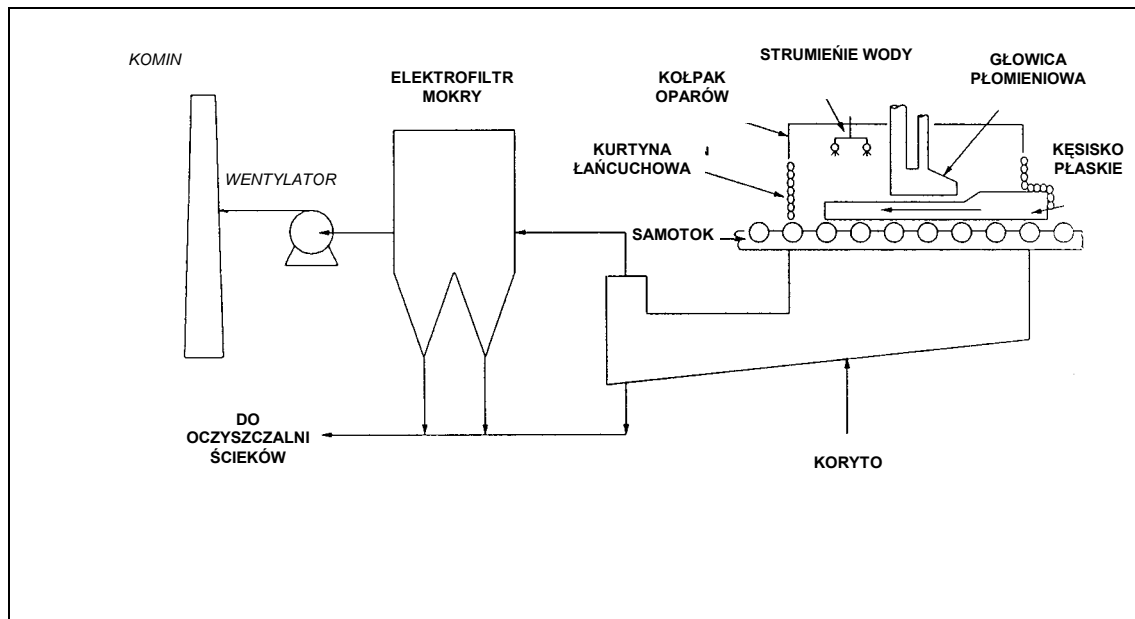 KOMIN
ELEKTROFILTR
MOKRY
WENTYLATOR
STRUMIEŃIE WODY
KOŁPAK
OPARÓW
GŁOWICA
PŁOMIENIOWA
KURTYNA
ŁAŃCUCHOWA
KĘSISKO
PŁASKIE
SAMOTOK
DO
OCZYSZCZALNI
ŚCIEKÓW
KORYTO